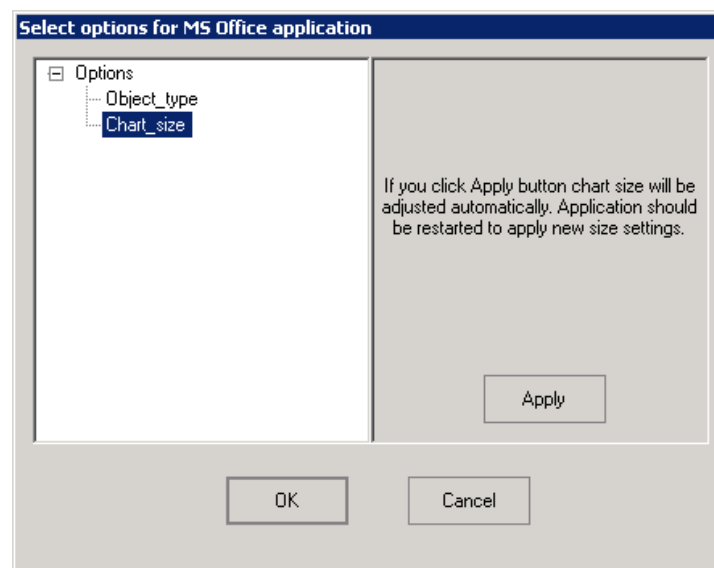 Select options for MS Office application
Options
Object_type
Chart_size
If you click Apply button chart size will be
adjusted automatically. Application should
be restarted to apply new size settings.
Apply
OK
Cancel